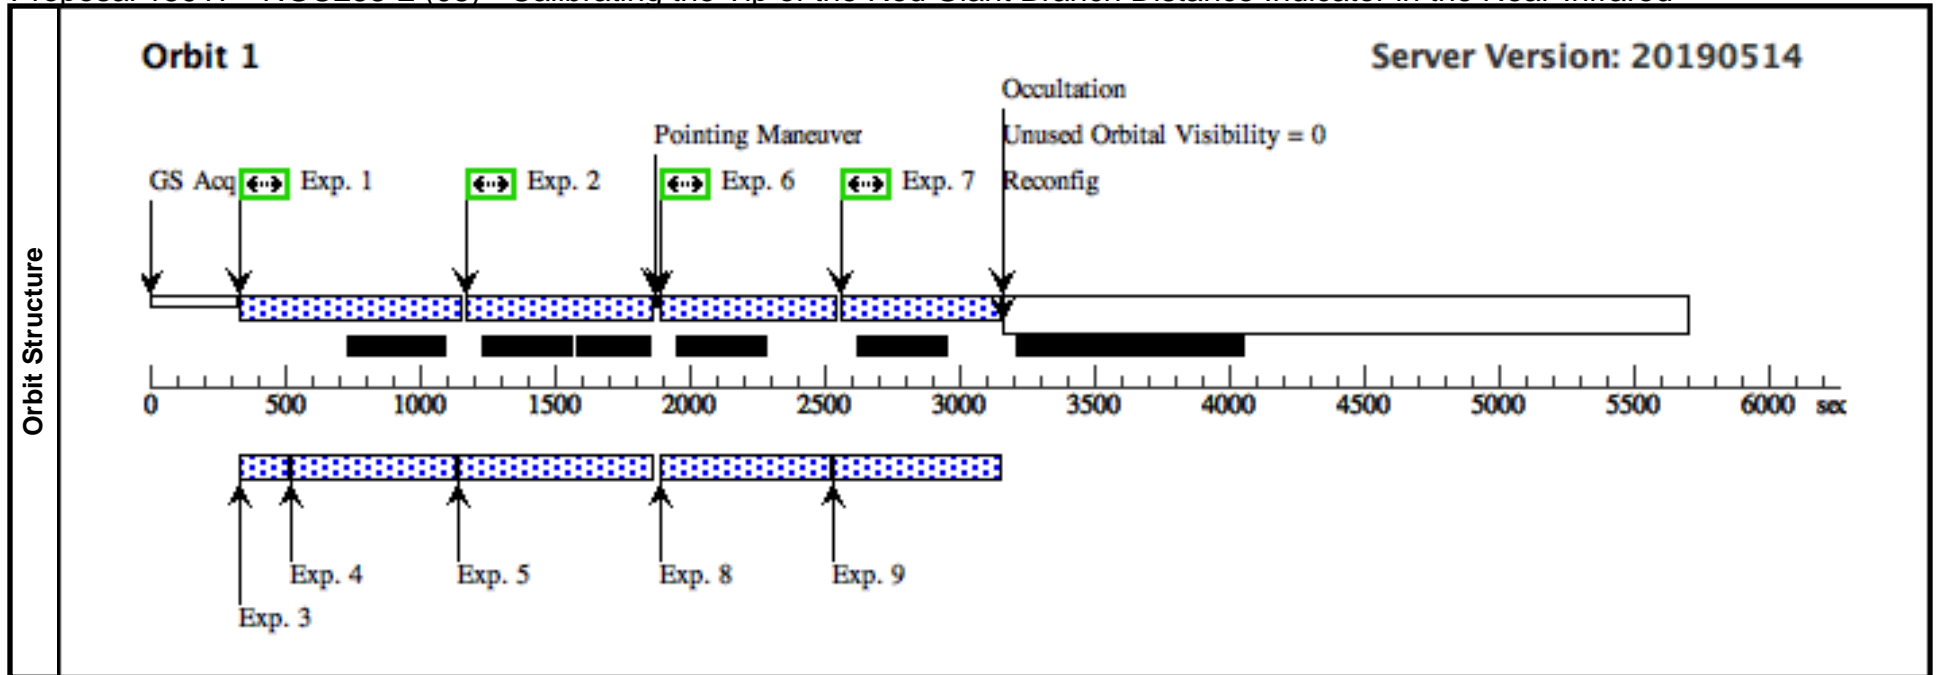 Orbit 1
Server Version: 20190514
Occultation
Pointing Maneuver
Unused Orbital Visibility = 0
GS Acq
Exp. 1
Exp. 2
Exp. 6
Exp. 7
Reconfig
Orbit Structure
0 500 1000 1500 2000 2500 3000 3500 4000 4500 5000 5500 6000 sec
Exp. 4
Exp. 5
Exp. 8
Exp. 9
Exp. 3